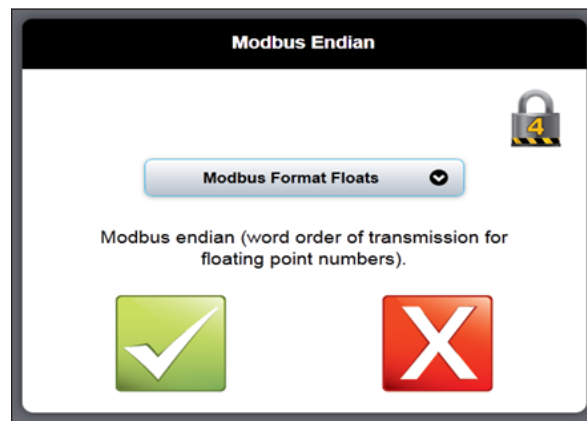 Modbus Endian
4
Modbus Format Floats
Modbus endian (word order of transmission for
floating point numbers).
X